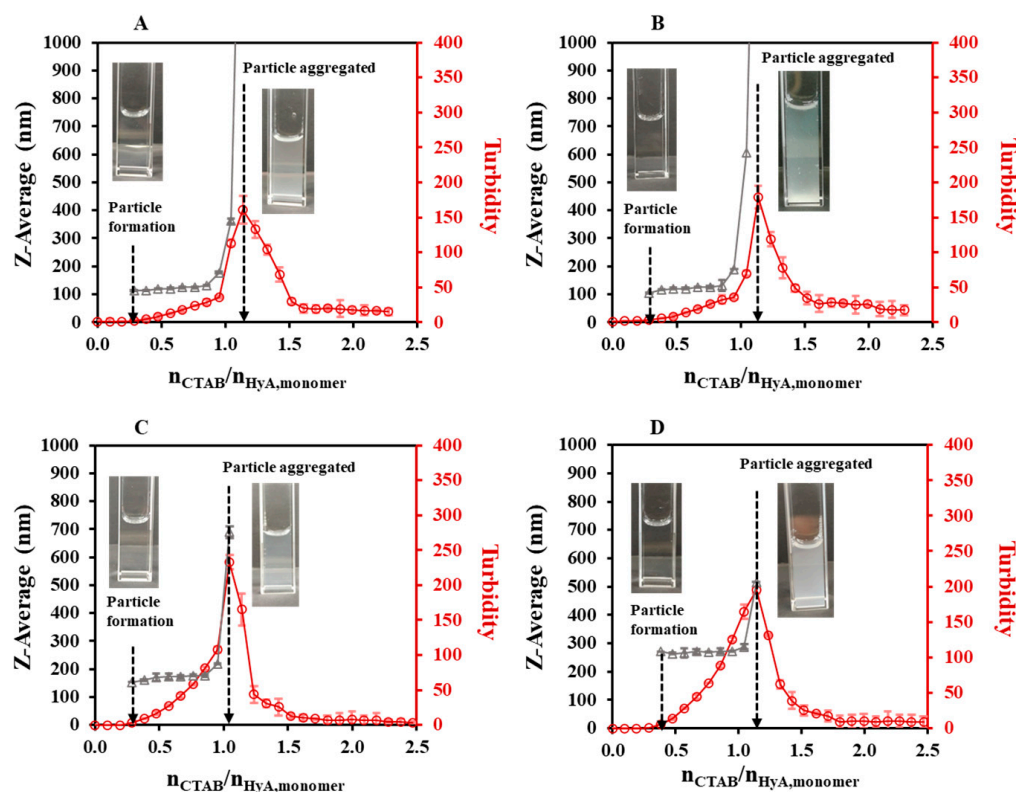 A
1000
900
800
700
600
500
400
300
200
100
0
Z-Average (nm)
Particle aggregated
Particle
formation
400
350
300
250
200
150
100
50
0
Turbidity
0.0 0.5 1.0 1.5 2.0 2.5
nCTAB/nHyA,monomer
B
1000
900
800
700
600
500
400
300
200
100
0
Z-Average (nm)
Particle aggregated
Particle
formation
400
350
300
250
200
150
100
50
0
Turbidity
0.0 0.5 1.0 1.5 2.0 2.5
nCTAB/nHyA,monomer
C
1000
900
800
700
600
500
400
300
200
100
0
Z-Average (nm)
Particle aggregated
Particle
formation
400
350
300
250
200
150
100
50
0
Turbidity
0.0 0.5 1.0 1.5 2.0 2.5
nCTAB/nHyA,monomer
D
1000
900
800
700
600
500
400
300
200
100
0
Z-Average (nm)
Particle aggregated
Particle
formation
400
350
300
250
200
150
100
50
0
Turbidity
0.0 0.5 1.0 1.5 2.0 2.5
nCTAB/nHyA,monomer